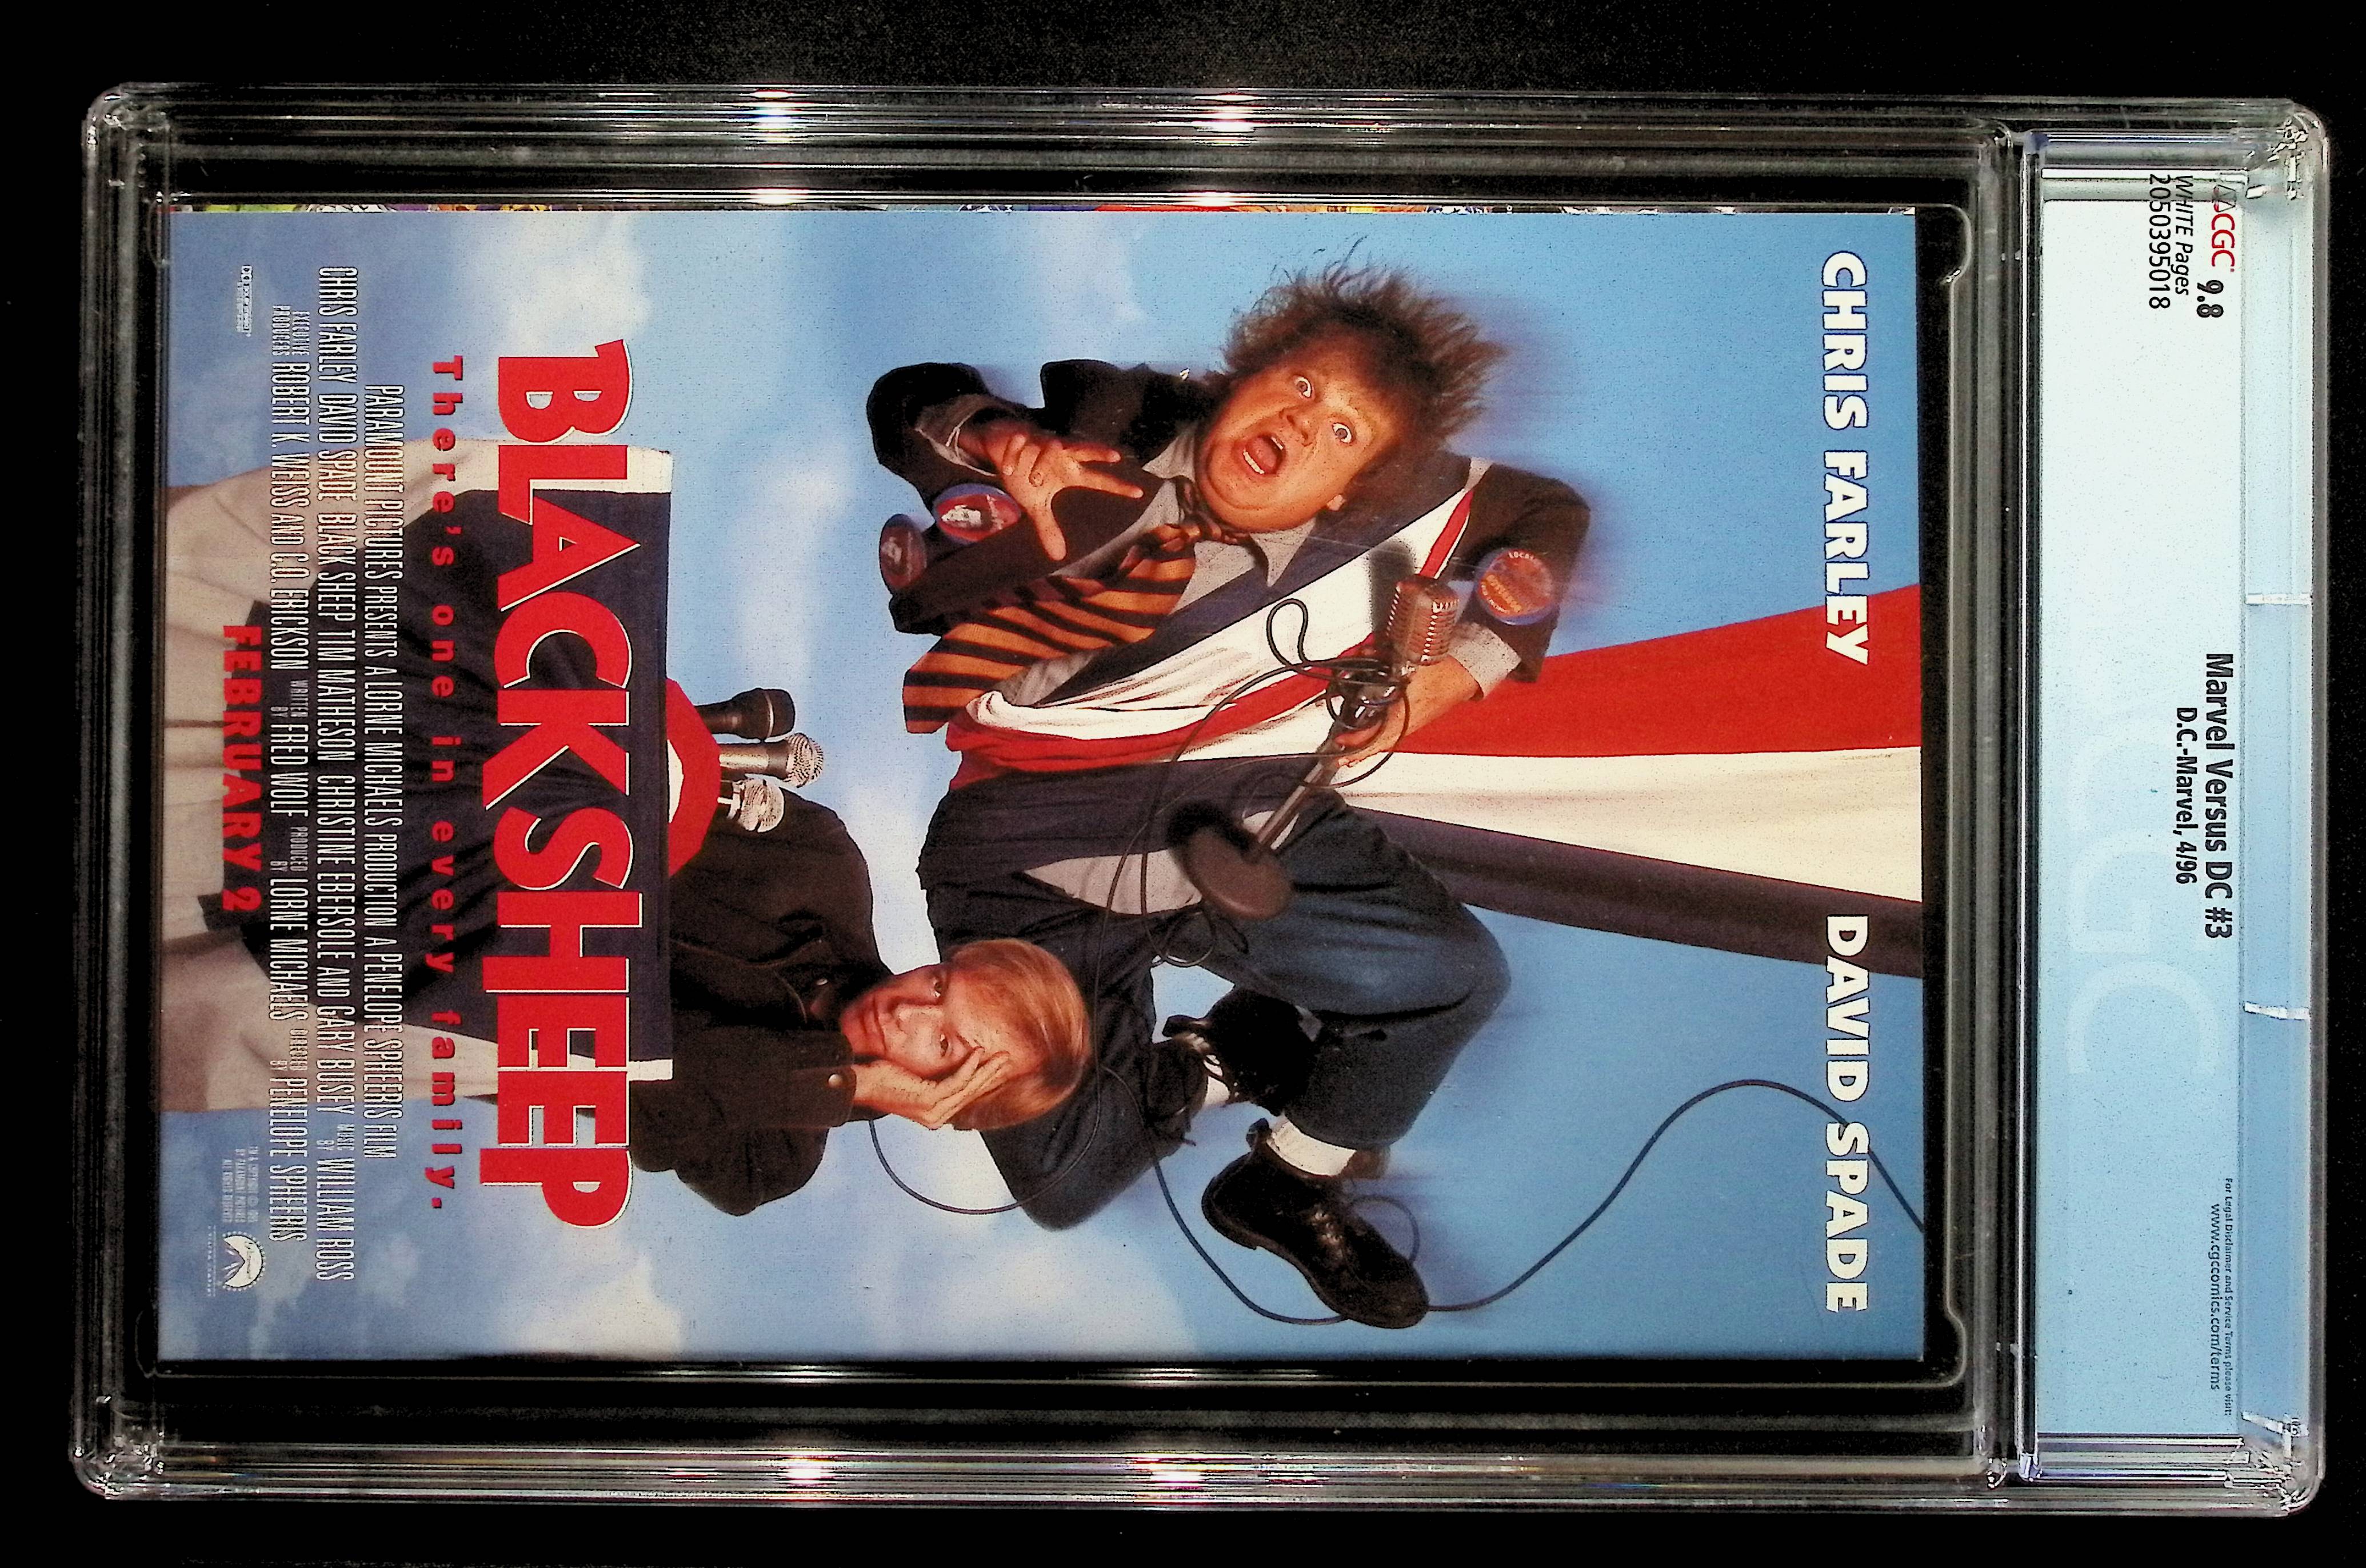 CGC 9.8
WHITE Pages
2050395018
Marvel Versus DC #3
D.C.-Marvel, 4/96
For Legal Disclaimer and Service Terms please visit:
www.cgccomics.com/terms
CGC
CHRIS FARLEY DAVID SPADE
BLACK SHEEP
There's one in every family.
PARAMOUNT PICTURES PRESENTS A LORNE MICHAELS PRODUCTION A PENELOPE SPHEERIS FILM
CHRIS FARLEY DAVID SPADE BLACK SHEEP TIM MATHESON CHRISTINE EBERSOLE AND GARY BUSEY MUSIC BY WILLIAM ROSS
EXECUTIVE PRODUCERS ROBERT K. WEISS AND C.O. ERICKSON WRITTEN BY FRED WOLF PRODUCED BY LORNE MICHAELS DIRECTED BY PENELOPE SPHEERIS
FEBRUARY 2